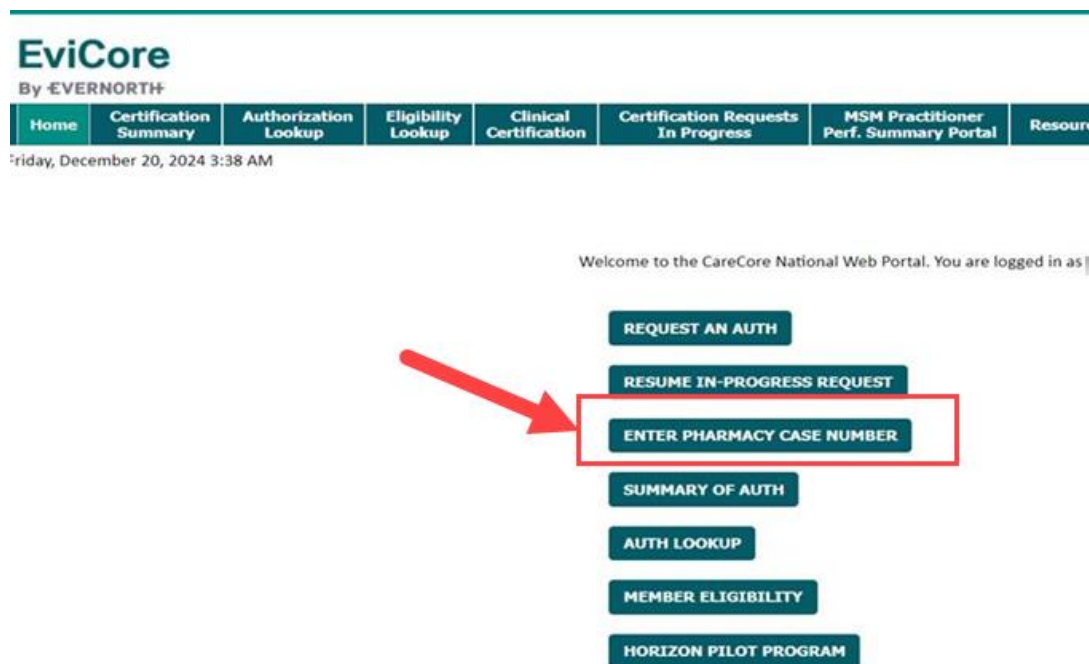 EviCore
By EVERNORTH
Home
Certification Summary
Authorization Lookup
Eligibility Lookup
Clinical Certification
Certification Requests In Progress
MSM Practitioner Perf. Summary Portal
Resour
Friday, December 20, 2024 3:38 AM
Welcome to the CareCore National Web Portal. You are logged in as
REQUEST AN AUTH
RESUME IN-PROGRESS REQUEST
ENTER PHARMACY CASE NUMBER
SUMMARY OF AUTH
AUTH LOOKUP
MEMBER ELIGIBILITY
HORIZON PILOT PROGRAM